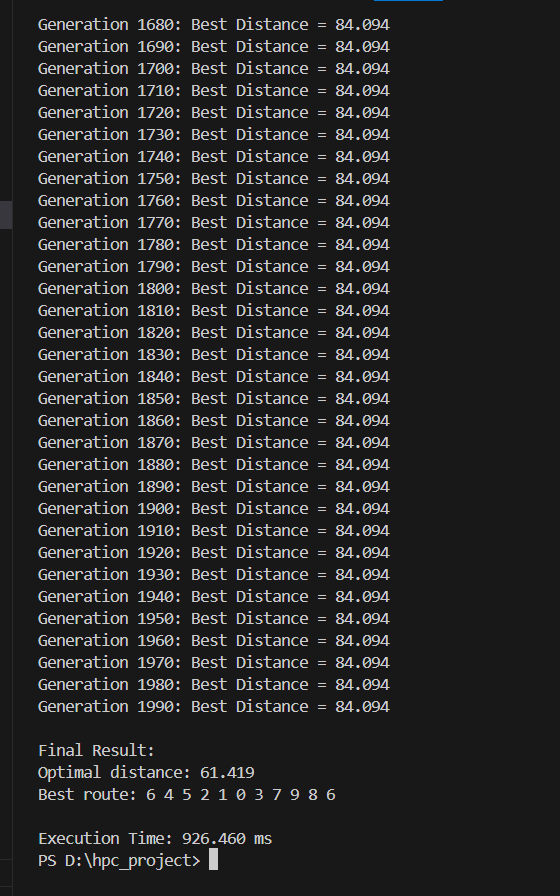 Generation 1680: Best Distance = 84.094
Generation 1690: Best Distance = 84.094
Generation 1700: Best Distance = 84.094
Generation 1710: Best Distance = 84.094
Generation 1720: Best Distance = 84.094
Generation 1730: Best Distance = 84.094
Generation 1740: Best Distance = 84.094
Generation 1750: Best Distance = 84.094
Generation 1760: Best Distance = 84.094
Generation 1770: Best Distance = 84.094
Generation 1780: Best Distance = 84.094
Generation 1790: Best Distance = 84.094
Generation 1800: Best Distance = 84.094
Generation 1810: Best Distance = 84.094
Generation 1820: Best Distance = 84.094
Generation 1830: Best Distance = 84.094
Generation 1840: Best Distance = 84.094
Generation 1850: Best Distance = 84.094
Generation 1860: Best Distance = 84.094
Generation 1870: Best Distance = 84.094
Generation 1880: Best Distance = 84.094
Generation 1890: Best Distance = 84.094
Generation 1900: Best Distance = 84.094
Generation 1910: Best Distance = 84.094
Generation 1920: Best Distance = 84.094
Generation 1930: Best Distance = 84.094
Generation 1940: Best Distance = 84.094
Generation 1950: Best Distance = 84.094
Generation 1960: Best Distance = 84.094
Generation 1970: Best Distance = 84.094
Generation 1980: Best Distance = 84.094
Generation 1990: Best Distance = 84.094
Final Result:
Optimal distance: 61.419
Best route: 6 4 5 2 1 0 3 7 9 8 6
Execution Time: 926.460 ms
PS D:\hpc_project>